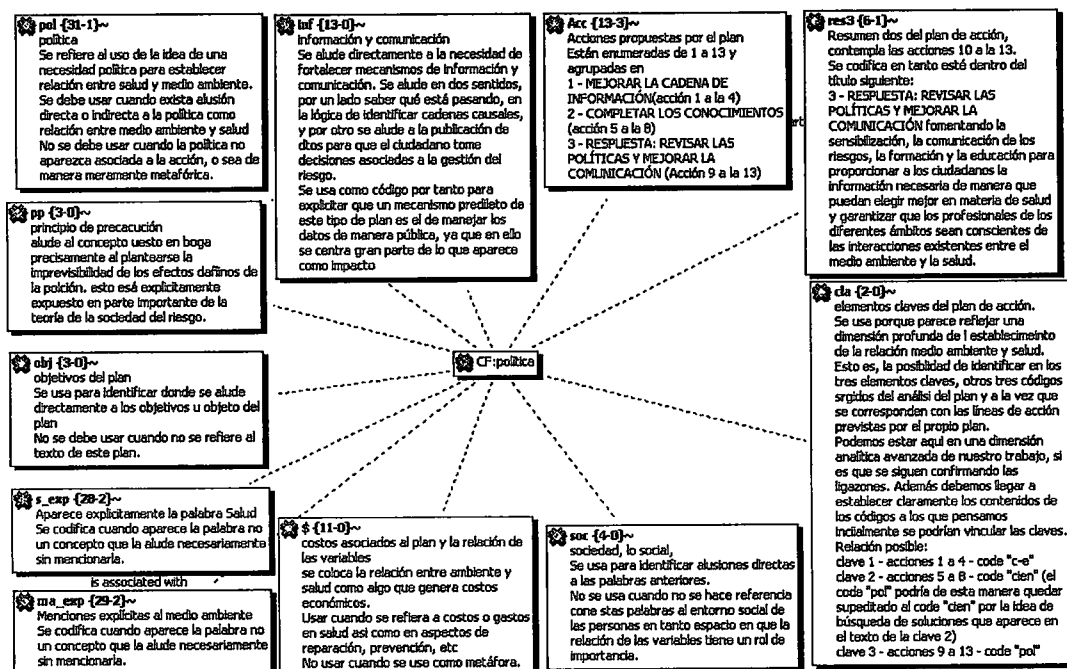 pol {31-1}~
política
Se refiere al uso de la idea de una
necesidad política para establecer
relación entre salud y medio ambiente.
Se debe usar cuando exista alusión
directa o indirecta a la política como
relación entre medio ambiente y salud
No se debe usar cuando la política no
aparezca asociada a la acción, o sea de
manera meramente metafórica.
inf {13-0}~
información y comunicación
Se alude directamente a la necesidad de
fortalecer mecanismos de información y
comunicación. Se alude en dos sentidos,
por un lado saber qué está pasando, en
la lógica de identificar cadenas causales,
y por otro se alude a la publicación de
dtos para que el ciudadano tome
decisiones asociadas a la gestión del
riesgo.
Se usa como código por tanto para
explicitar que un mecanismo predileto de
este tipo de plan es el de manejar los
datos de manera pública, ya que en ello
se centra gran parte de lo que aparece
como impacto
Acc {13-3}~
Acciones propuestas por el plan
Están enumeradas de 1 a 13 y
agrupadas en
1 - MEJORAR LA CADENA DE
INFORMACIÓN(acción 1 a la 4)
2 - COMPLETAR LOS CONOCIMIENTOS
(acción 5 a la 8)
3 - RESPUESTA: REVISAR LAS
POLÍTICAS Y MEJORAR LA
COMUNICACIÓN (Acción 9 a la 13)
res3 {6-1}~
Resumen dos del plan de acción,
contempla las acciones 10 a la 13.
Se codifica en tanto esté dentro del
título siguiente:
3 - RESPUESTA: REVISAR LAS
POLÍTICAS Y MEJORAR LA
COMUNICACIÓN fomentando la
sensibilización, la comunicación de los
riesgos, la formación y la educación para
proporcionar a los ciudadanos la
información necesaria de manera que
puedan elegir mejor en materia de salud
y garantizar que los profesionales de los
diferentes ámbitos sean conscientes de
las interacciones existentes entre el
medio ambiente y la salud.
pp {3-0}~
principio de precacución
alude al concepto uesto en boga
precisamente al plantearse la
imprevisibilidad de los efectos dañinos de
la polción. esto esá explicitamente
expuesto en parte importante de la
teoría de la sociedad del riesgo.
CF:política
obj {3-0}~
objetivos del plan
Se usa para identificar donde se alude
directamente a los objetivos u objeto del
plan
No se debe usar cuando no se refiere al
texto de este plan.
cla {2-0}~
elementos claves del plan de acción.
Se usa porque parece reflejar una
dimensión profunda de l establecimeinto
de la relación medio ambiente y salud.
Esto es, la posiblidad de identificar en los
tres elementos claves, otros tres códigos
srgidos del análsi del plan y a la vez que
se corresponden con las líneas de acción
previstas por el propio plan.
Podemos estar aquí en una dimensión
analítica avanzada de nuestro trabajo, si
es que se siguen confirmando las
ligazones. Además debemos llegar a
establecer claramente los contenidos de
los códigos a los que pensamos
incialmente se podrían vincular las claves.
Relación posible:
clave 1 - acciones 1 a 4 - code "c-e"
clave 2 - acciones 5 a 8 - code "cien" (el
code "pol" podría de esta manera quedar
supeditado al code "cien" por la idea de
búsqueda de soluciones que aparece en
el texto de la clave 2)
clave 3 - acciones 9 a 13 - code "pol"
s_exp {28-2}~
Aparece explicitamente la palabra Salud
Se codifica cuando aparece la palabra no
un concepto que la alude necesariamente
sin mencionarla.
is associated with
ma_exp {29-2}~
Menciones explícitas al medio ambiente
Se codifica cuando aparece la palabra no
un concepto que la alude necesariamente
sin mencionarla.
$ {11-0}~
costos asociados al plan y la relación de
las variables
se coloca la relación entre ambiente y
salud como algo que genera costos
económicos.
Usar cuando se refiera a costos o gastos
en salud asi como en aspectos de
reparación, prevención, etc
No usar cuando se use como metáfora.
soc {4-0}~
sociedad, lo social,
Se usa para identificar alusiones directas
a las palabras anteriores.
No se usa cuando no se hace referencia
cone stas palabras al entorno social de
las personas en tanto espacio en que la
relación de las variables tiene un rol de
importancia.